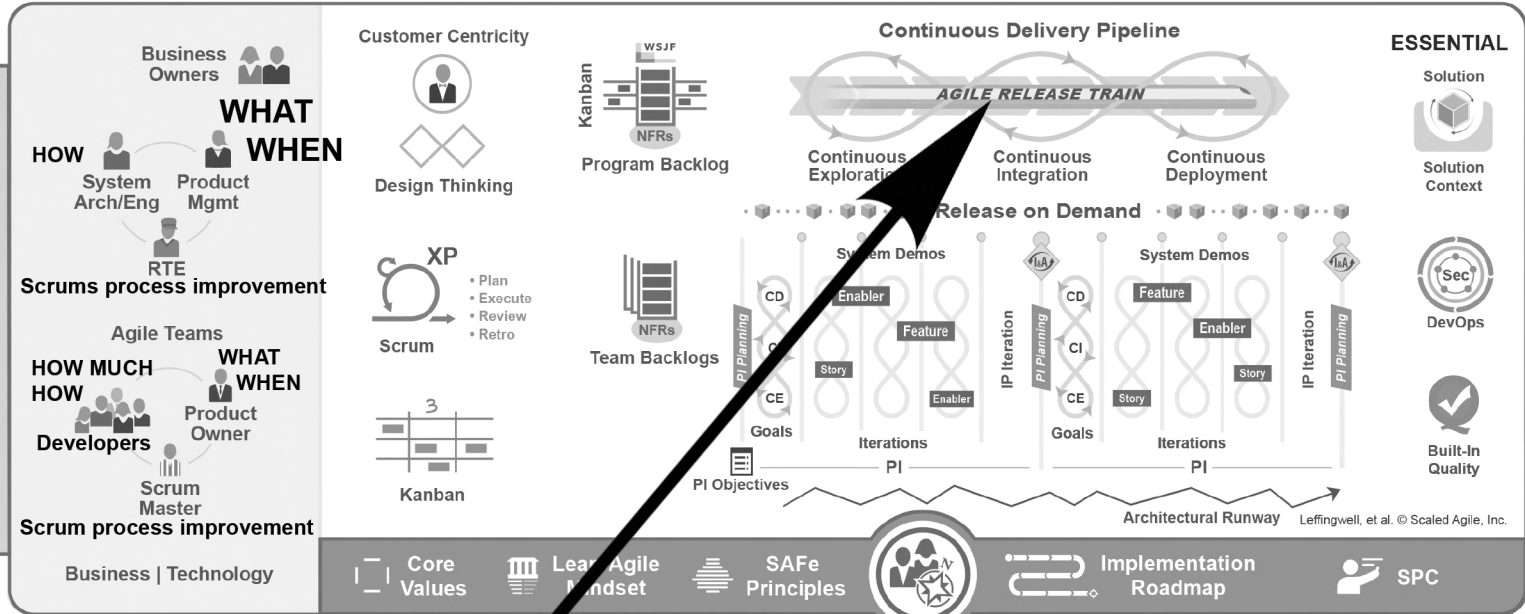 Business
Owners
WHAT
WHEN
HOW
System
Arch/Eng
Product
Mgmt
RTE
Scrums process improvement
Agile Teams
HOW MUCH
HOW
WHAT
WHEN
Product
Owner
Developers
Scrum
Master
Scrum process improvement
Business | Technology
Customer Centricity
Design Thinking
XP
• Plan
• Execute
• Review
• Retro
Scrum
3
Kanban
WSJF
Kanban
NFRs
Program Backlog
NFRs
Team Backlogs
Continuous Delivery Pipeline
AGILE RELEASE TRAIN
Continuous
Continuous
Integration
Continuous
Deployment
Release on Demand
System Demos
System Demos
PI Planning
CD
CE
Goals
Enabler
Feature
Story
Enabler
Iterations
IP Iteration
I&A
PI Planning
CD
CI
CE
Goals
Feature
Enabler
Story
Story
Iterations
IP Iteration
I&A
PI Planning
PI
PI
PI Objectives
Architectural Runway
Leffingwell, et al. © Scaled Agile, Inc.
ESSENTIAL
Solution
Solution
Context
Sec
DevOps
Built-In
Quality
Core
Values
Lean-Agile
Mindset
SAFe
Principles
N
Implementation
Roadmap
SPC